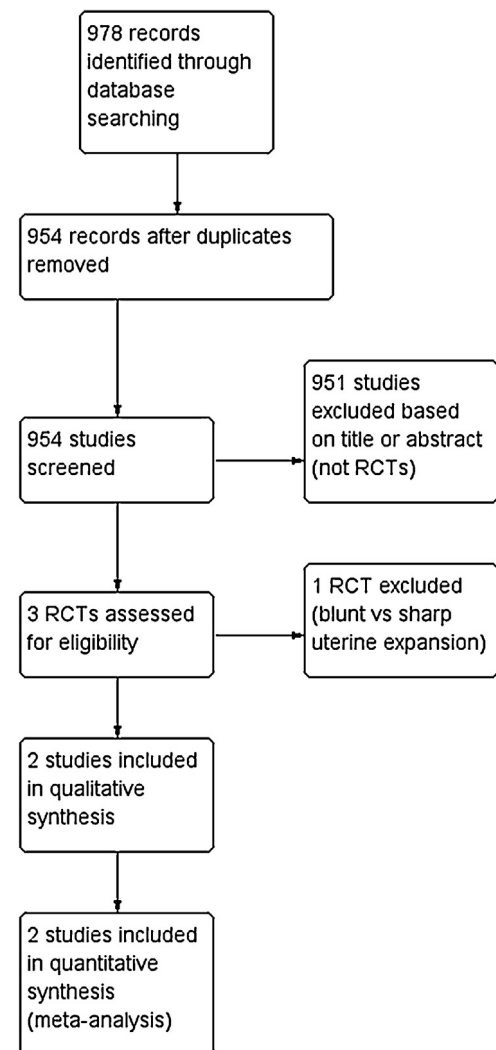 978 records
identified through
database
searching
954 records after duplicates
removed
951 studies
excluded based
on title or abstract
(not RCTs)
954 studies
screened
1 RCT excluded
(blunt vs sharp
uterine expansion)
3 RCTs assessed
for eligibility
2 studies included
in qualitative
synthesis
2 studies included
in quantitative
synthesis
(meta-analysis)